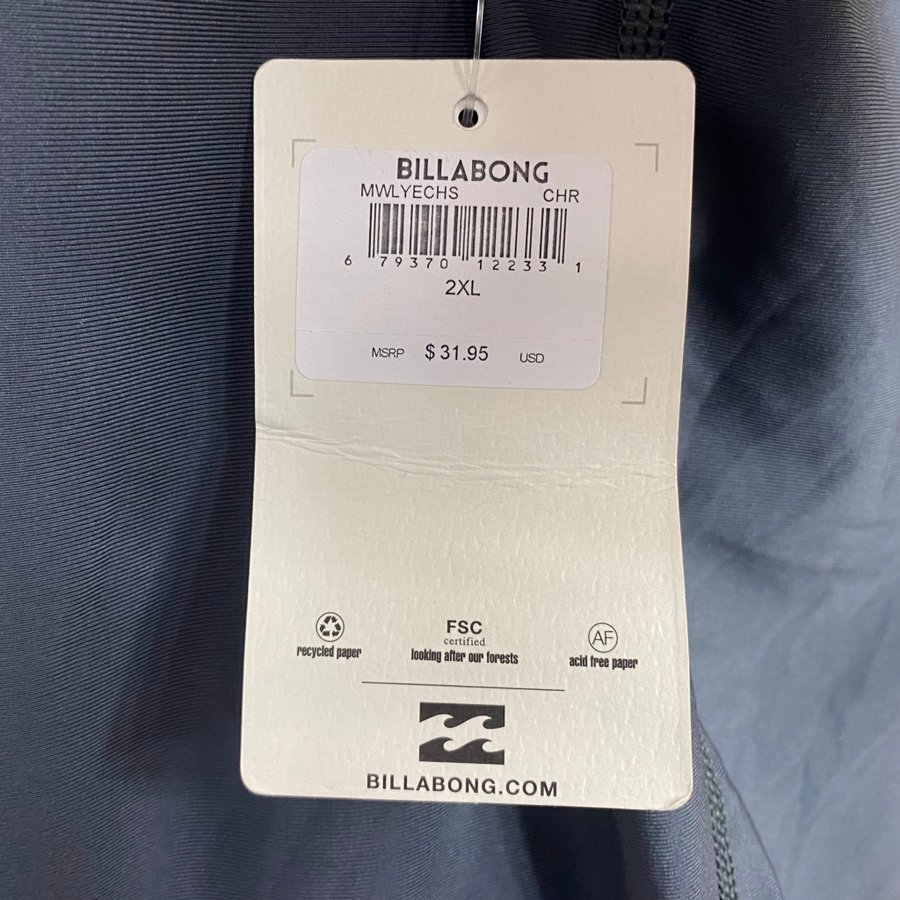 BILLABONG
MWLYECHS CHR
6 79370 12233 1
2XL
MSRP $ 31.95 USD
recycled paper
FSC
certified
looking after our forests
AF
acid free paper
BILLABONG.COM